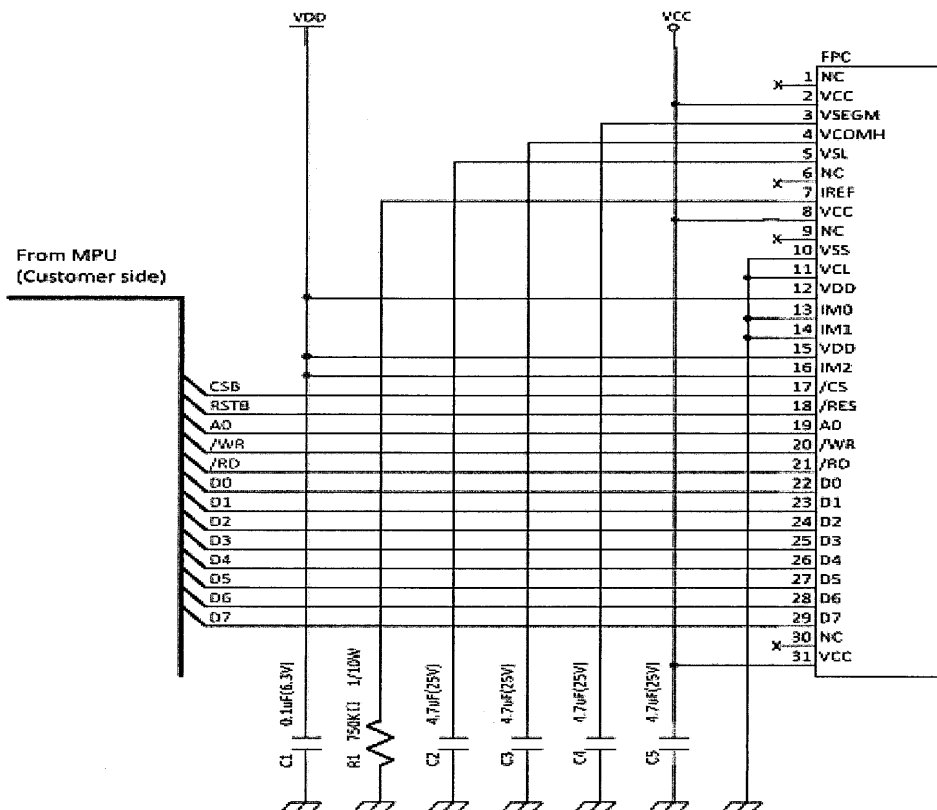 VDD
VCC
FPC
1 NC
2 VCC
3 VSEGM
4 VCOMH
5 VSL
6 NC
7 IREF
8 VCC
9 NC
10 VSS
11 VCL
12 VDD
13 IM0
14 IM1
15 VDD
16 IM2
17 /CS
18 /RES
19 A0
20 /WR
21 /RD
22 D0
23 D1
24 D2
25 D3
26 D4
27 D5
28 D6
29 D7
30 NC
31 VCC
From MPU
(Customer side)
CSB
RSTB
A0
/WR
/RD
D0
D1
D2
D3
D4
D5
D6
D7
C1 0.1uF(6.3V)
R1 750KΩ 1/10W
C2 4.7uF(25V)
C3 4.7uF(25V)
C4 4.7uF(25V)
C5 4.7uF(25V)